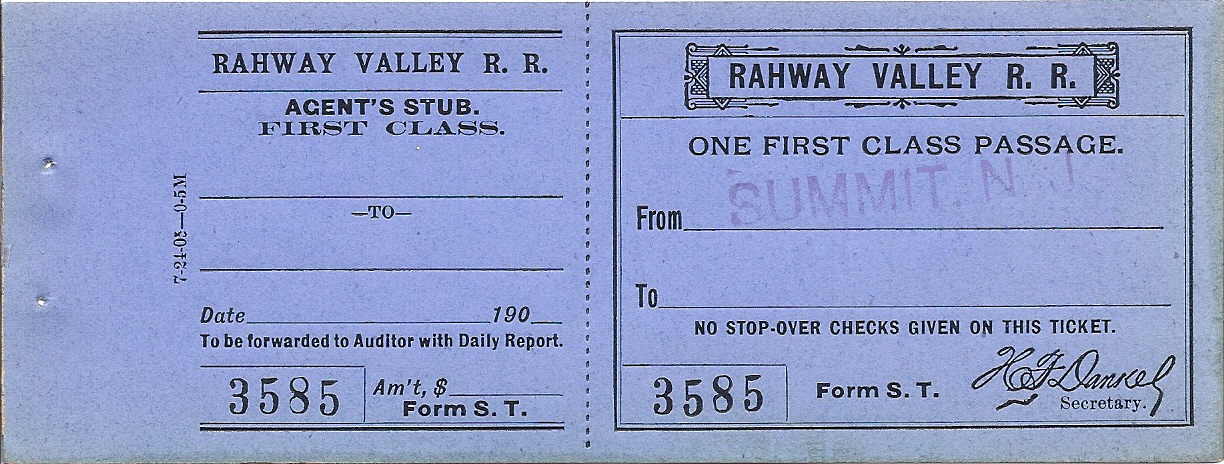 RAHWAY VALLEY R. R.
AGENT'S STUB.
FIRST CLASS.
—TO—
Date 190
To be forwarded to Auditor with Daily Report.
3585
Am't, $
Form S. T.
7-24-05—O-5M
RAHWAY VALLEY R. R.
ONE FIRST CLASS PASSAGE.
SUMMIT. N. J.
From
To
NO STOP-OVER CHECKS GIVEN ON THIS TICKET.
3585
Form S. T.
H F Dankel
Secretary.